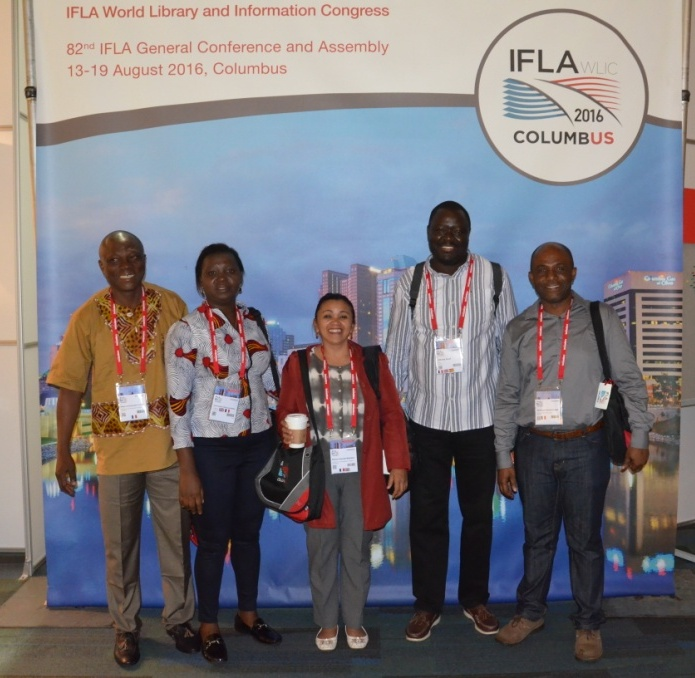 IFLA World Library and Information Congress
82nd IFLA General Conference and Assembly
13-19 August 2016, Columbus
IFLA WLIC
2016
COLUMBUS